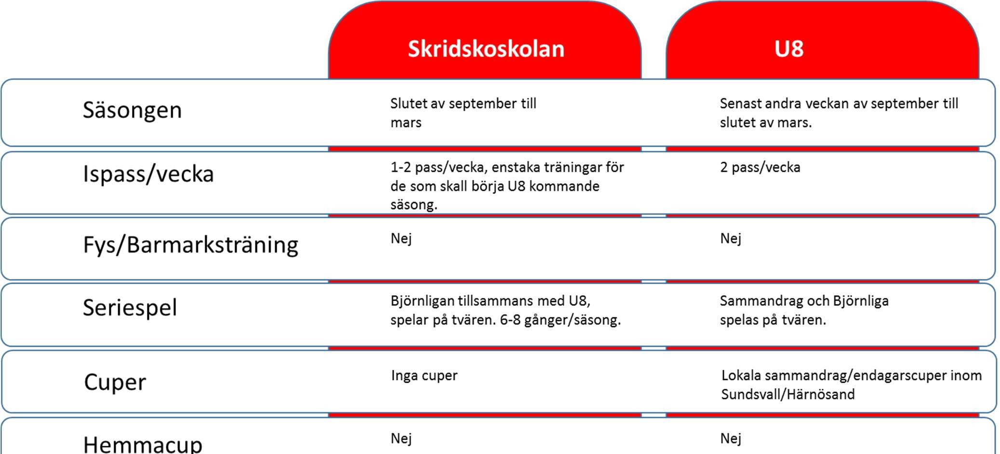 Skridskoskolan
U8
Säsongen
Slutet av september till
mars
Senast andra veckan av september till
slutet av mars.
Ispass/vecka
1-2 pass/vecka, enstaka träningar för
de som skall börja U8 kommande
säsong.
2 pass/vecka
Fys/Barmarksträning
Nej
Nej
Seriespel
Björnligan tillsammans med U8,
spelar på tvären. 6-8 gånger/säsong.
Sammandrag och Björnliga
spelas på tvären.
Cuper
Inga cuper
Lokala sammandrag/endagarscuper inom
Sundsvall/Härnösand
Hemmacup
Nej
Nej